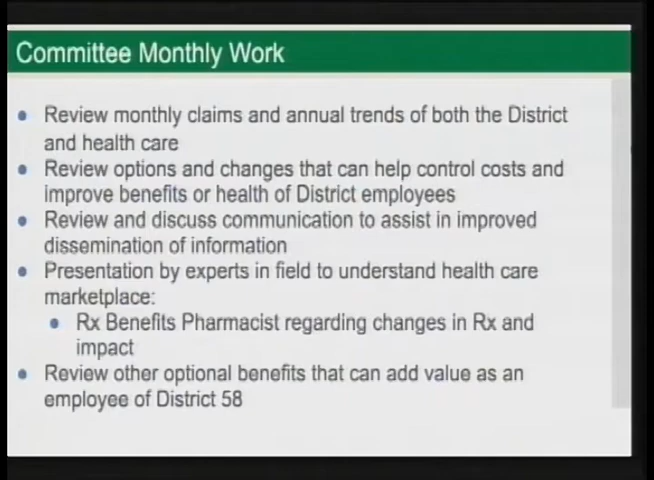 Committee Monthly Work
• Review monthly claims and annual trends of both the District
and health care
• Review options and changes that can help control costs and
improve benefits or health of District employees
• Review and discuss communication to assist in improved
dissemination of information
• Presentation by experts in field to understand health care
marketplace:
• Rx Benefits Pharmacist regarding changes in Rx and
impact
• Review other optional benefits that can add value as an
employee of District 58